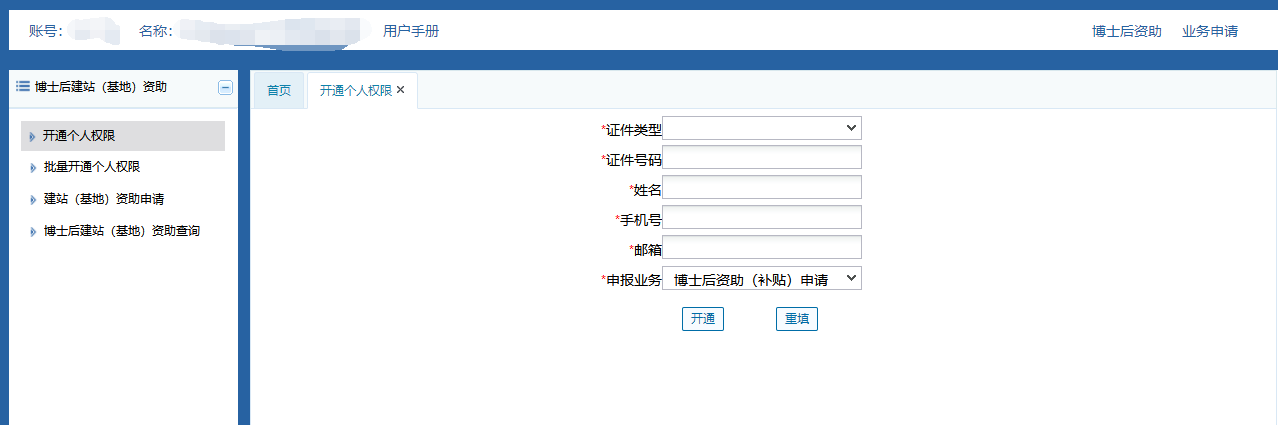 账号： 名称： 用户手册 博士后资助 业务申请
博士后建站（基地）资助
首页 开通个人权限
开通个人权限
批量开通个人权限
建站（基地）资助申请
博士后建站（基地）资助查询
*证件类型
*证件号码
*姓名
*手机号
*邮箱
*申报业务 博士后资助（补贴）申请
开通 重填